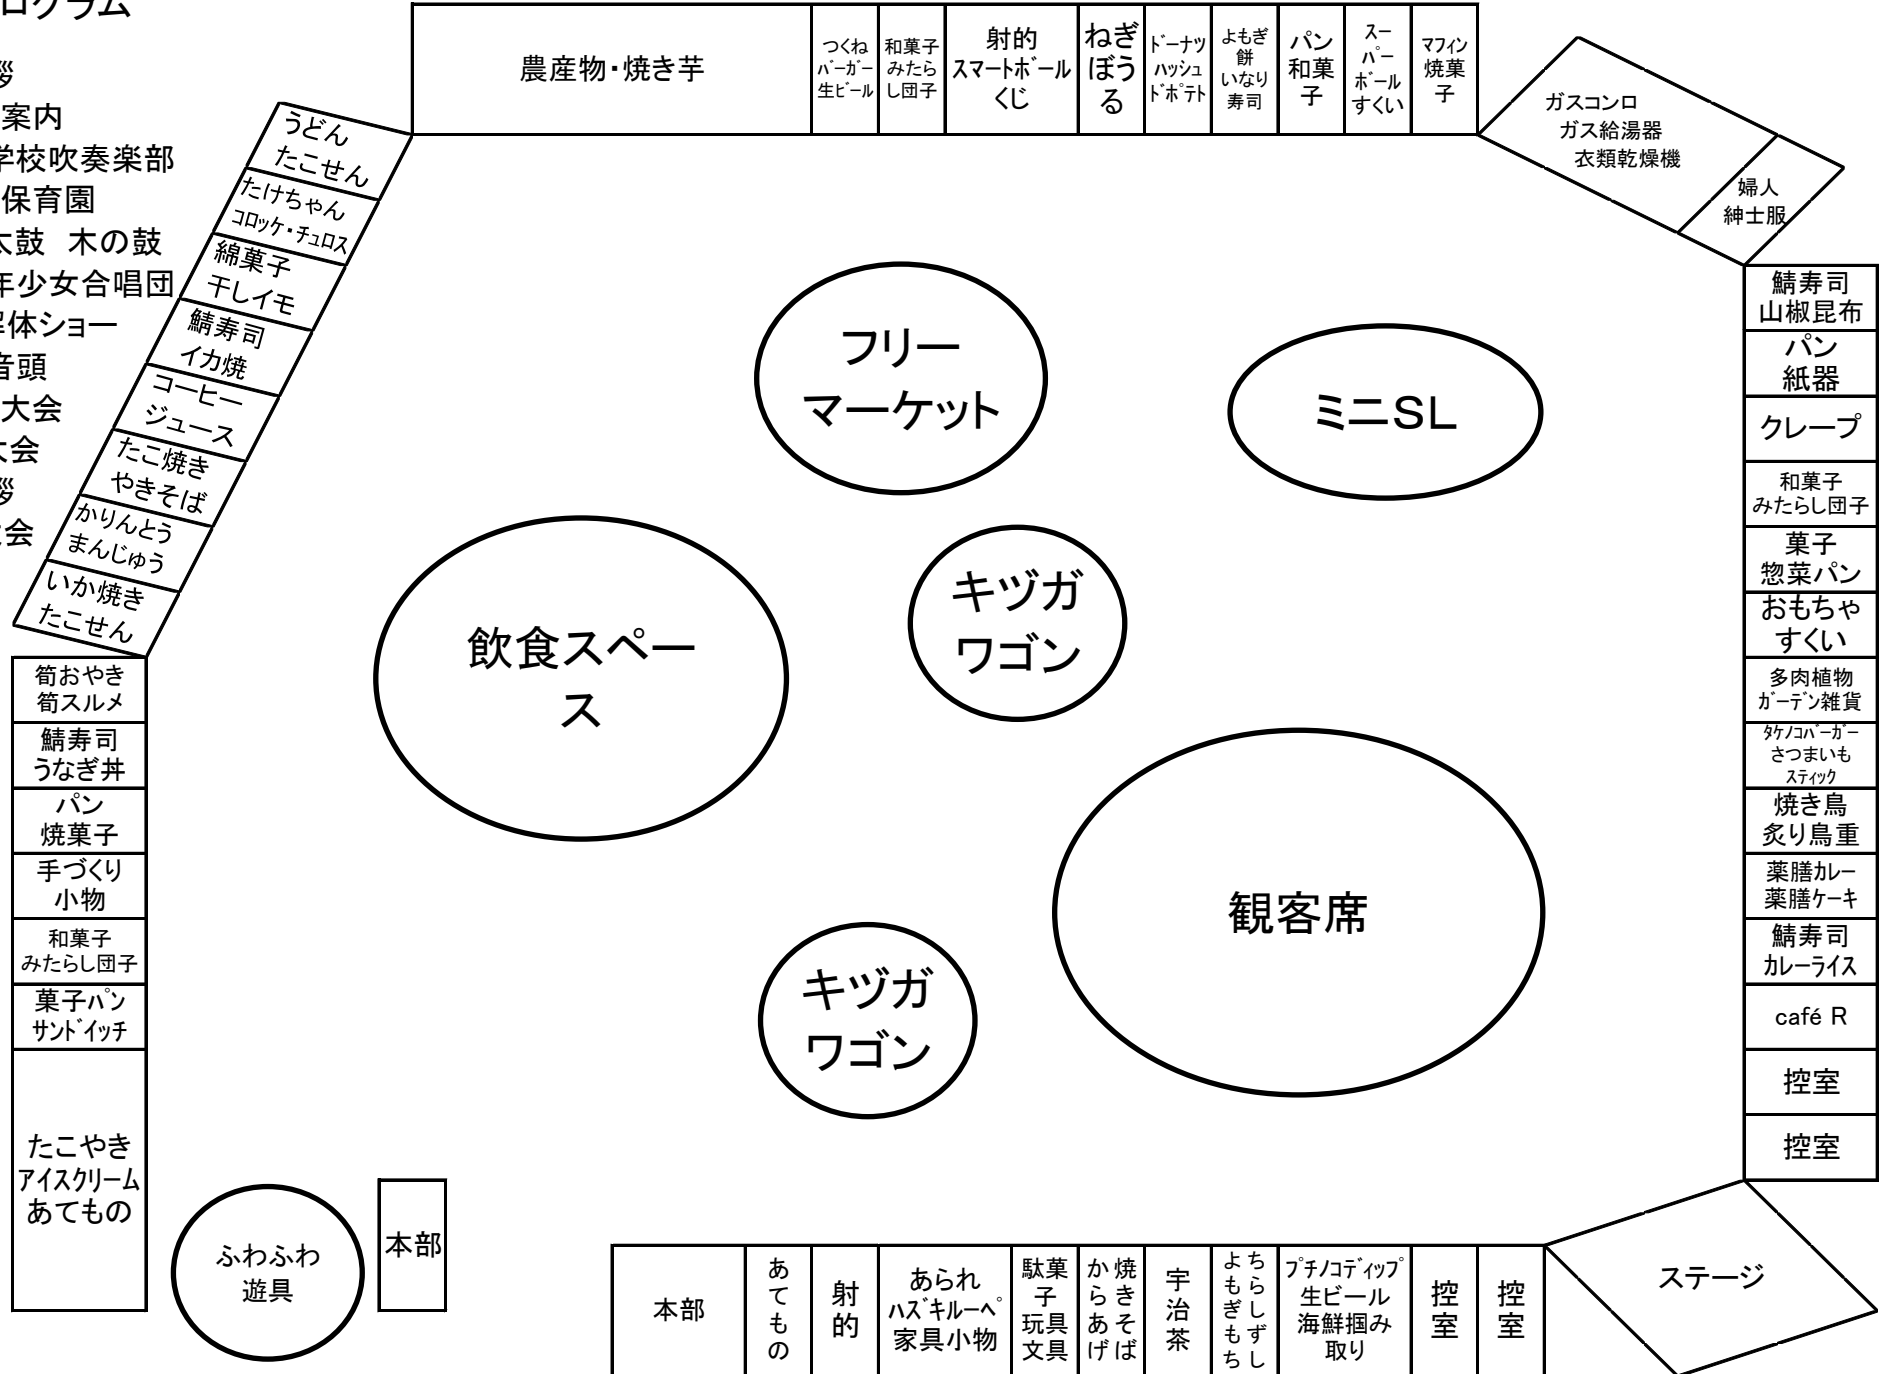 ログラム
拶
案内
学校吹奏楽部
保育園
太鼓 木の鼓
年少女合唱団
解体ショー
音頭
大会
大会
拶
大会
農産物・焼き芋
つくね
バーガー
生ビール
和菓子
みたら
し団子
射的
スマートボール
くじ
ねぎ
ぼう
る
ドーナツ
ハッシュ
ドポテト
よもぎ
餅
いなり
寿司
パン
和菓
子
スー
パー
ボール
すくい
マフィン
焼菓
子
ガスコンロ
ガス給湯器
衣類乾燥機
婦人
紳士服
うどん
たこせん
たけちゃん
コロッケ・チュロス
綿菓子
干しイモ
鯖寿司
イカ焼
コーヒー
ジュース
たこ焼き
やきそば
かりんとう
まんじゅう
いか焼き
たこせん
筍おやき
筍スルメ
鯖寿司
うなぎ丼
パン
焼菓子
手づくり
小物
和菓子
みたらし団子
菓子パン
サンドイッチ
たこやき
アイスクリーム
あてもの
フリー
マーケット
ミニSL
キヅガ
ワゴン
飲食スペー
ス
観客席
キヅガ
ワゴン
鯖寿司
山椒昆布
パン
紙器
クレープ
和菓子
みたらし団子
菓子
惣菜パン
おもちゃ
すくい
多肉植物
ガーデン雑貨
タケノコバーガー
さつまいも
スティック
焼き鳥
炙り鳥重
薬膳カレー
薬膳ケーキ
鯖寿司
カレーライス
café R
控室
控室
ふわふわ
遊具
本部
本部
あてもの
射的
あられ
ハズキルーペ
家具小物
駄菓
子
玩具
文具
焼きそば
からあげ
宇治茶
ちらしずし
よもぎもち
プチノコディップ
生ビール
海鮮掴み
取り
控室
控室
ステージ